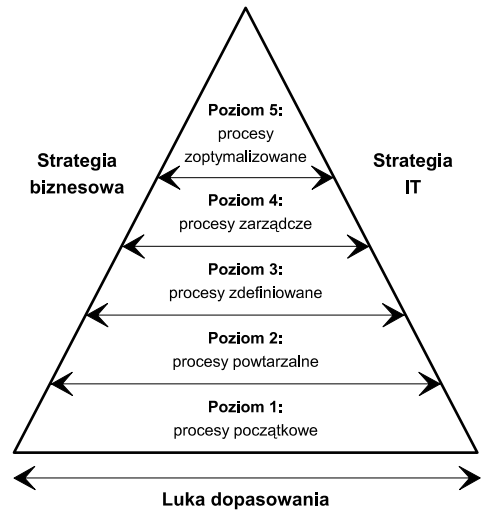 Poziom 5:
procesy
zoptymalizowane
Strategia
biznesowa
Strategia
IT
Poziom 4:
procesy zarządcze
Poziom 3:
procesy zdefiniowane
Poziom 2:
procesy powtarzalne
Poziom 1:
procesy początkowe
Luka dopasowania